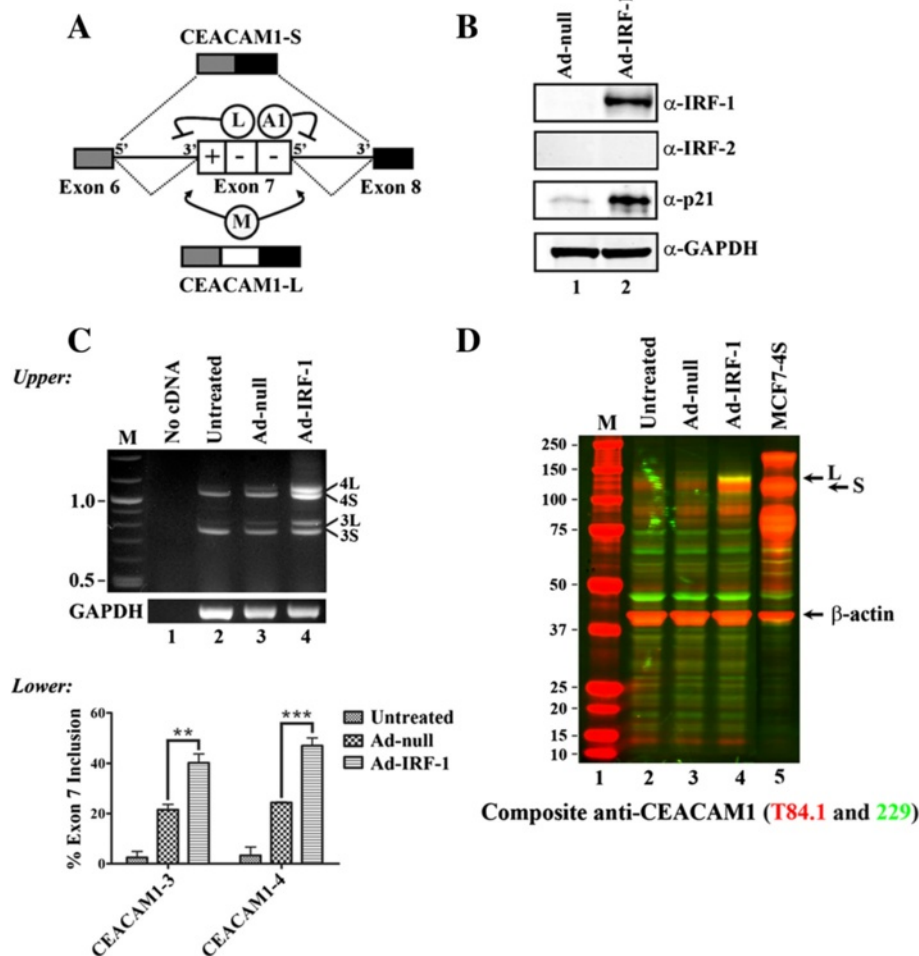 A
CEACAM1-S
L A1
5' 3' 5' 3'
+ - -
Exon 6 Exon 7 Exon 8
M
CEACAM1-L
B
Ad-null
Ad-IRF-1
α-IRF-1
α-IRF-2
α-p21
α-GAPDH
1 2
C
Upper:
M No cDNA Untreated Ad-null Ad-IRF-1
1.0
0.5
4L
4S
3L
3S
GAPDH
1 2 3 4
Lower:
% Exon 7 Inclusion
60
40
20
0
** ***
CEACAM1-3
CEACAM1-4
Untreated
Ad-null
Ad-IRF-1
D
M Untreated Ad-null Ad-IRF-1 MCF7-4S
250
150
100
75
50
37
25
20
15
10
L
S
β-actin
1 2 3 4 5
Composite anti-CEACAM1 (T84.1 and 229)